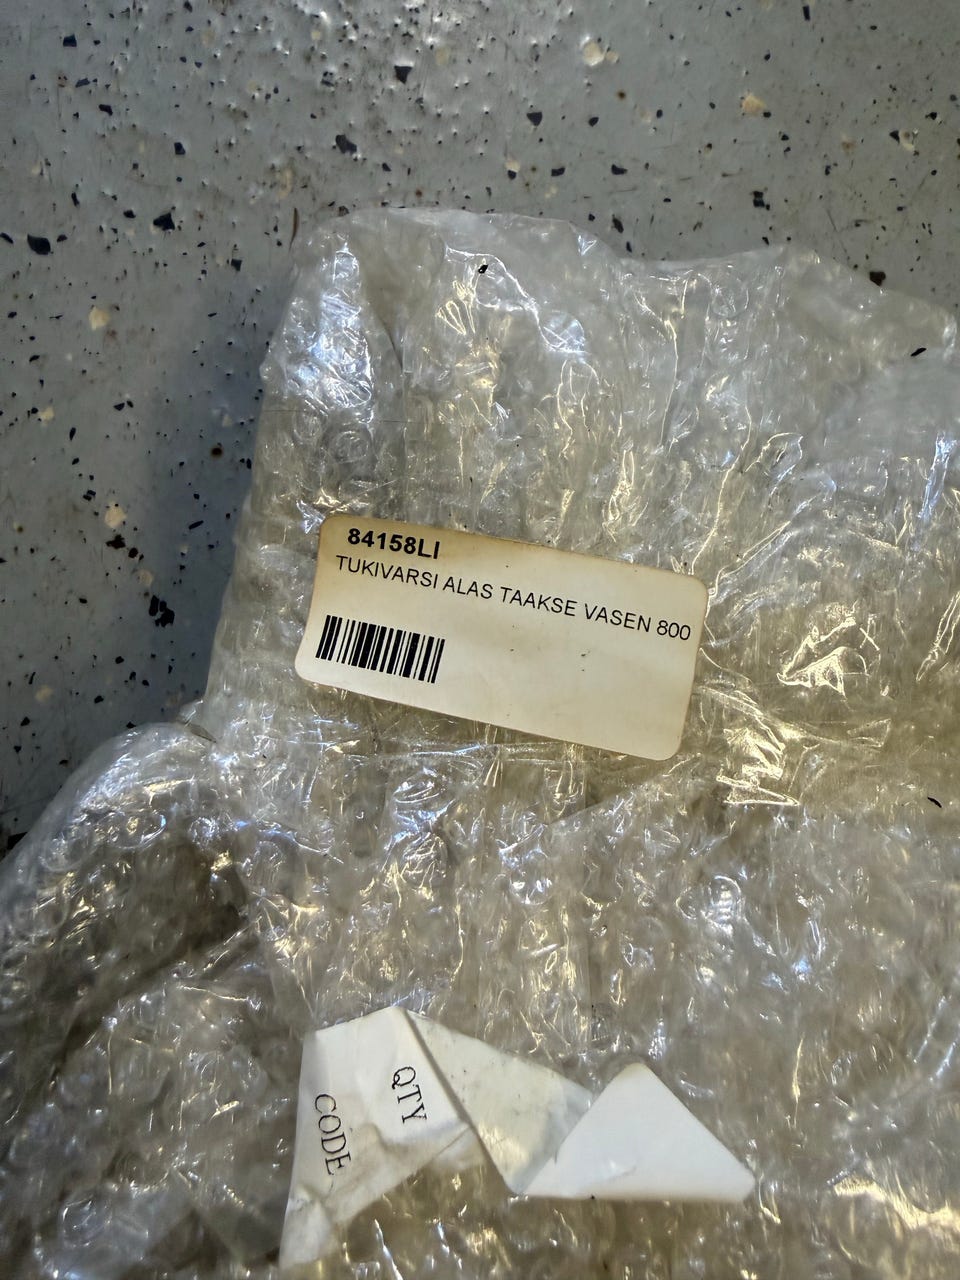 84158LI
TUKIVARSI ALAS TAAKSE VASEN 800
QTY
CODE